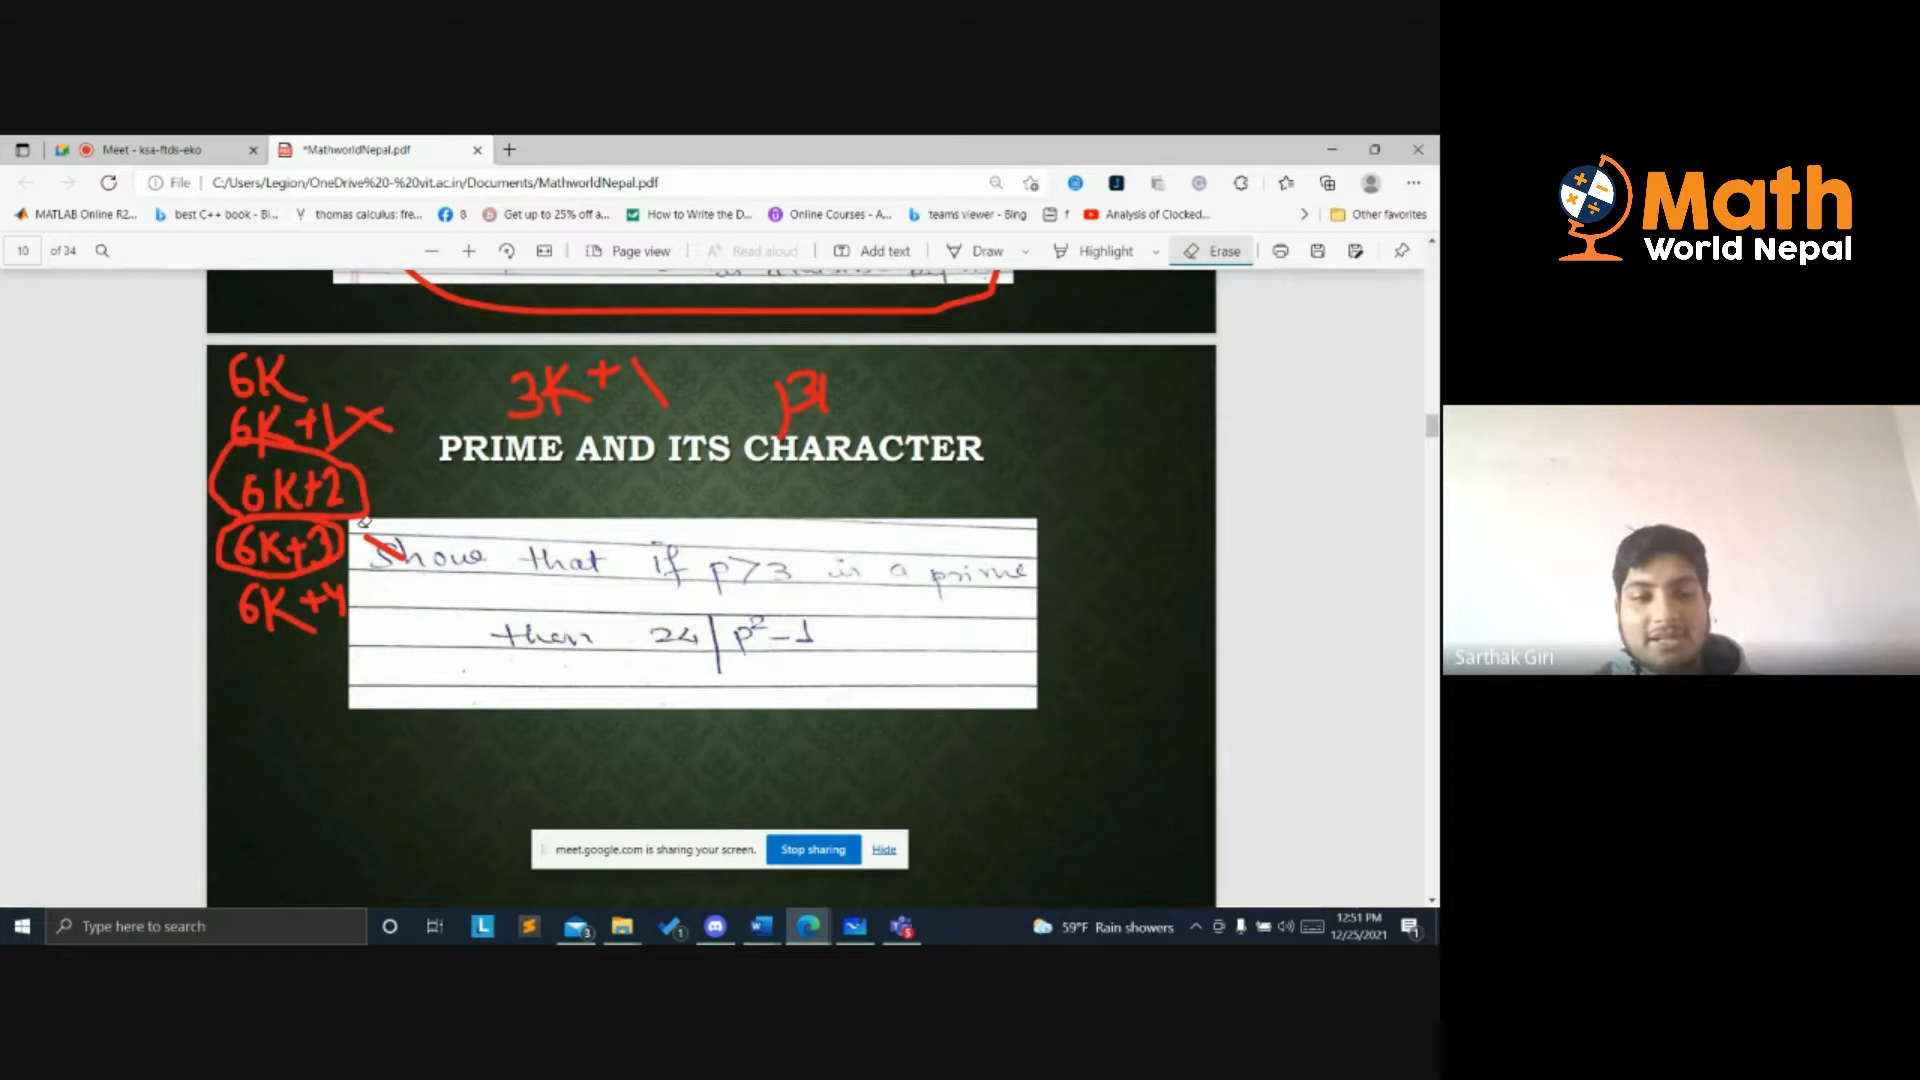 Meet - ksa-ftds-eko
*MathworldNepal.pdf
File
C:/Users/Legion/OneDrive%20-%20vit.ac.in/Documents/MathworldNepal.pdf
MATLAB Online R2...
best C++ book - Bi...
thomas calculus: fre...
8
Get up to 25% off a...
How to Write the D...
Online Courses - A...
teams viewer - Bing
f
Analysis of Clocked...
Other favorites
10 of 34
Page view
Read aloud
Add text
Draw
Highlight
Erase
6K
6K+1
6K+2
6K+3
6K+4
3K+1
PRIME AND ITS CHARACTER
Show that if p>3 is a prime
then 24 | p²-1
meet.google.com is sharing your screen.
Stop sharing
Hide
Type here to search
59°F Rain showers
12:51 PM
12/25/2021
Math
World Nepal
Sarthak Giri